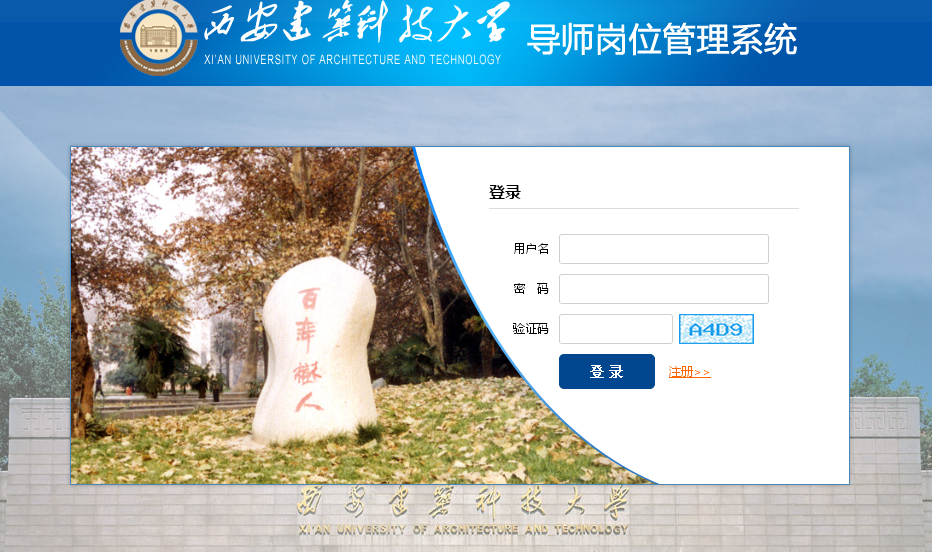 西安建筑科技大学
XI'AN UNIVERSITY OF ARCHITECTURE AND TECHNOLOGY
导师岗位管理系统
登录
用户名
密 码
验证码
A4D9
登 录
注册>>
百年树人
西安建筑科技大学
XI'AN UNIVERSITY OF ARCHITECTURE AND TECHNOLOGY